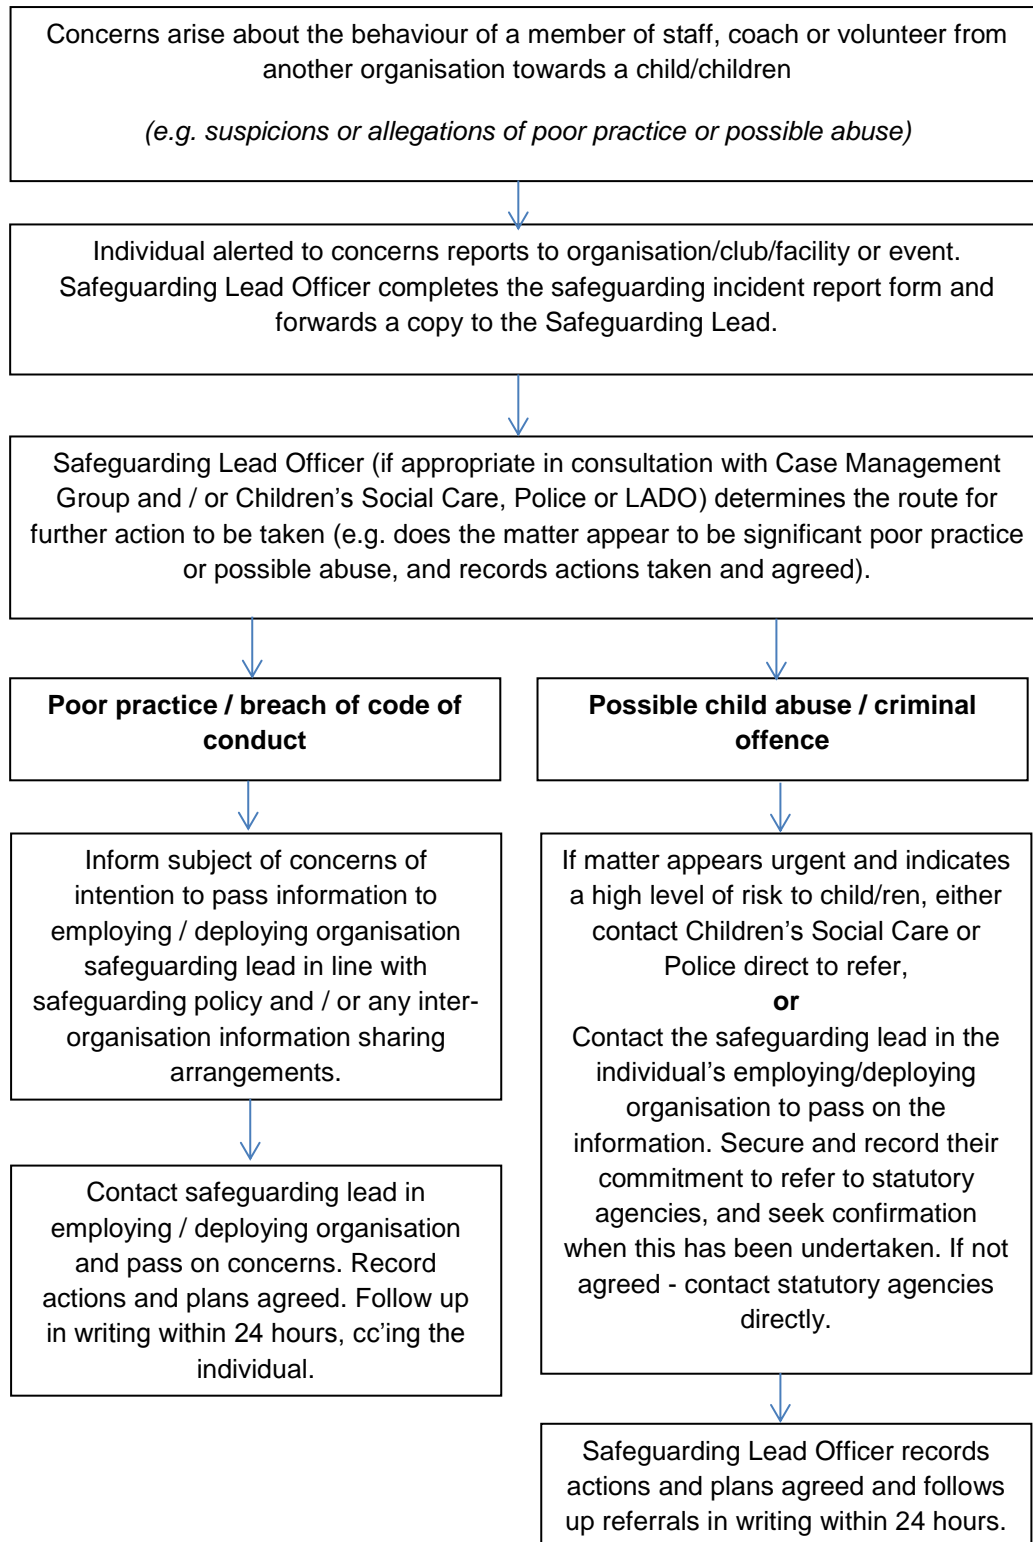 Concerns arise about the behaviour of a member of staff, coach or volunteer from
another organisation towards a child/children
(e.g. suspicions or allegations of poor practice or possible abuse)
Individual alerted to concerns reports to organisation/club/facility or event.
Safeguarding Lead Officer completes the safeguarding incident report form and
forwards a copy to the Safeguarding Lead.
Safeguarding Lead Officer (if appropriate in consultation with Case Management
Group and / or Children’s Social Care, Police or LADO) determines the route for
further action to be taken (e.g. does the matter appear to be significant poor practice
or possible abuse, and records actions taken and agreed).
Poor practice / breach of code of
conduct
Inform subject of concerns of
intention to pass information to
employing / deploying organisation
safeguarding lead in line with
safeguarding policy and / or any inter-
organisation information sharing
arrangements.
Contact safeguarding lead in
employing / deploying organisation
and pass on concerns. Record
actions and plans agreed. Follow up
in writing within 24 hours, cc’ing the
individual.
Possible child abuse / criminal
offence
If matter appears urgent and indicates
a high level of risk to child/ren, either
contact Children’s Social Care or
Police direct to refer,
or
Contact the safeguarding lead in the
individual’s employing/deploying
organisation to pass on the
information. Secure and record their
commitment to refer to statutory
agencies, and seek confirmation
when this has been undertaken. If not
agreed - contact statutory agencies
directly.
Safeguarding Lead Officer records
actions and plans agreed and follows
up referrals in writing within 24 hours.